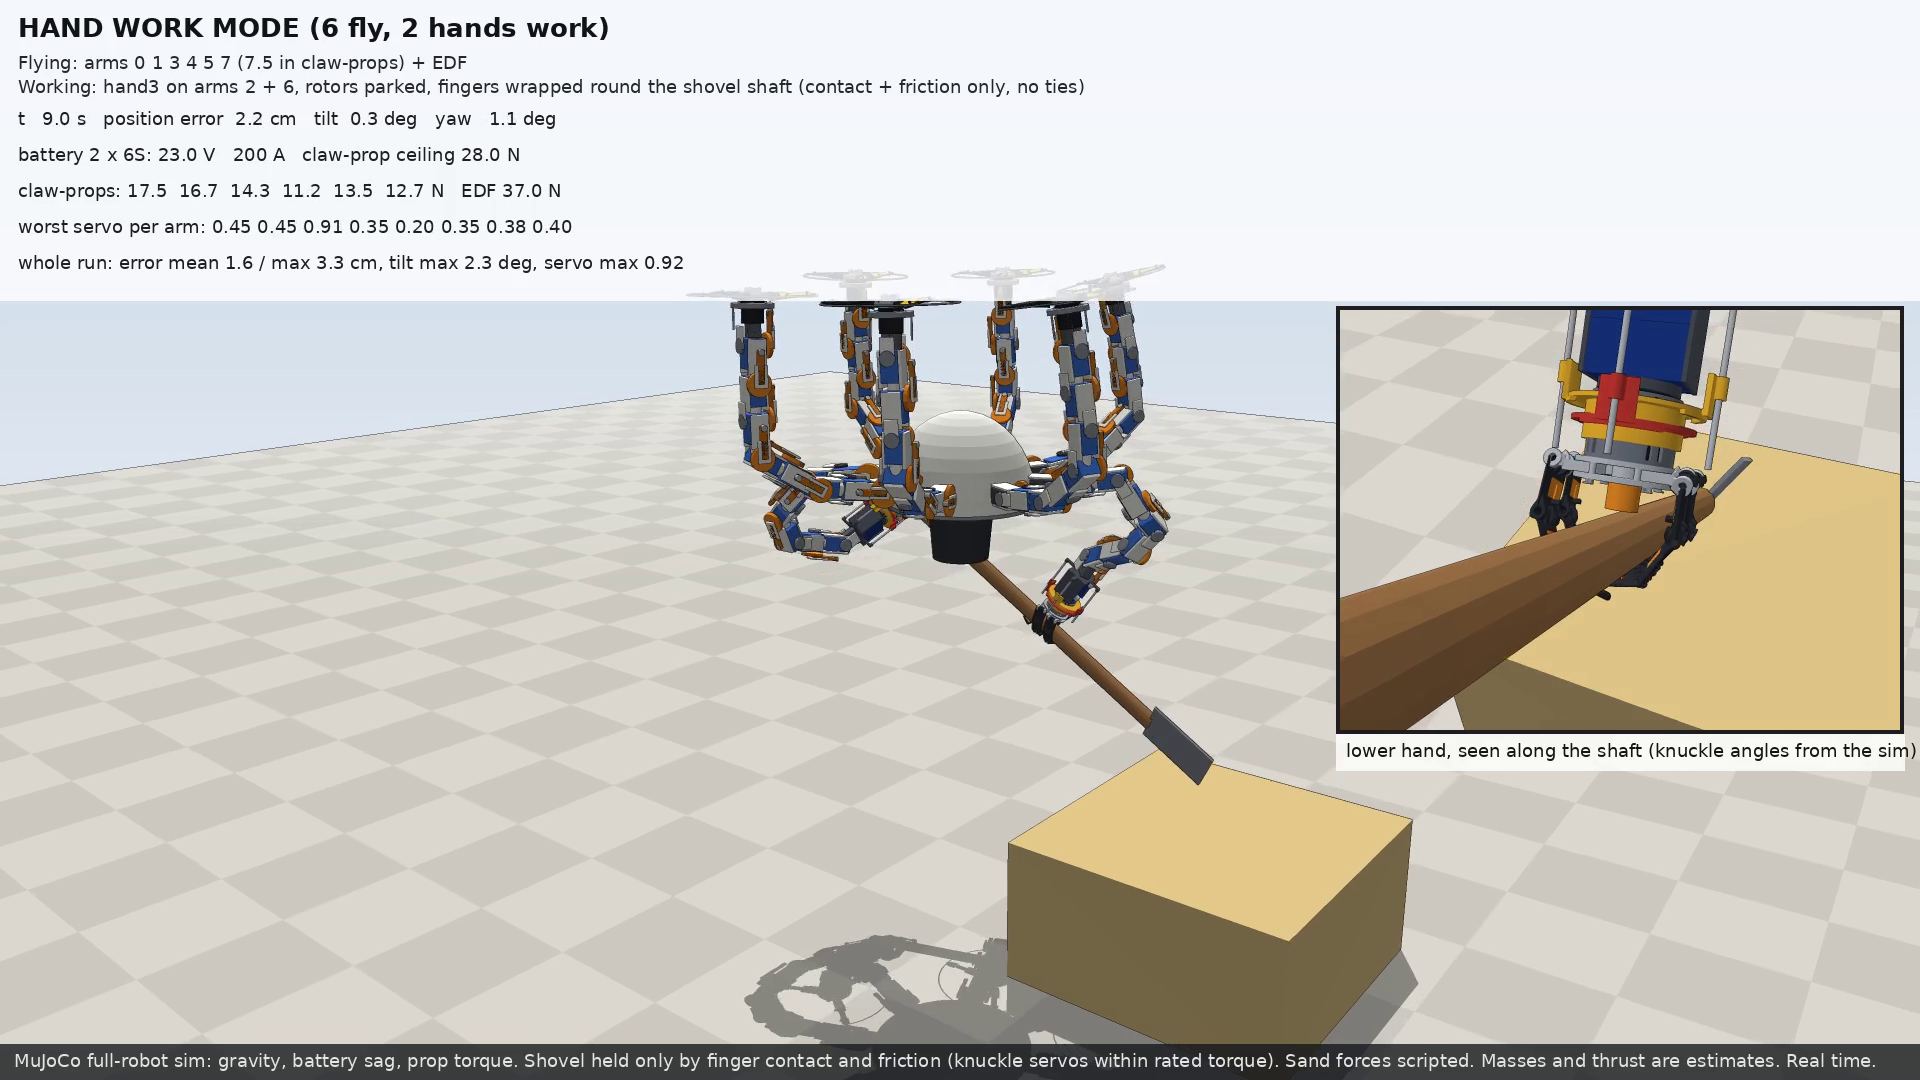 HAND WORK MODE (6 fly, 2 hands work)
Flying: arms 0 1 3 4 5 7 (7.5 in claw-props) + EDF
Working: hand3 on arms 2 + 6, rotors parked, fingers wrapped round the shovel shaft (contact + friction only, no ties)
t   9.0 s   position error  2.2 cm   tilt  0.3 deg   yaw   1.1 deg
battery 2 x 6S: 23.0 V   200 A   claw-prop ceiling 28.0 N
claw-props: 17.5  16.7  14.3  11.2  13.5  12.7 N   EDF 37.0 N
worst servo per arm: 0.45 0.45 0.91 0.35 0.20 0.35 0.38 0.40
whole run: error mean 1.6 / max 3.3 cm, tilt max 2.3 deg, servo max 0.92
lower hand, seen along the shaft (knuckle angles from the sim)
MuJoCo full-robot sim: gravity, battery sag, prop torque. Shovel held only by finger contact and friction (knuckle servos within rated torque). Sand forces scripted. Masses and thrust are estimates. Real time.